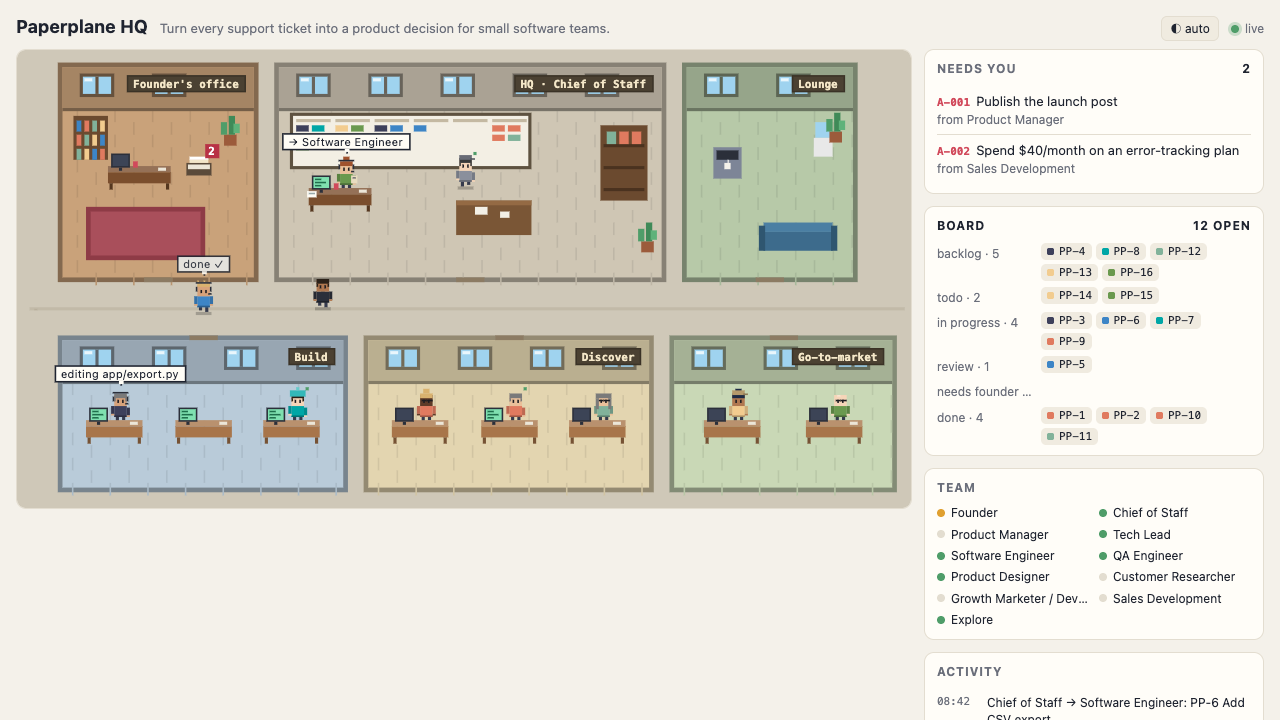 Paperplane HQ
Turn every support ticket into a product decision for small software teams.
auto
live
Founder's office
HQ · Chief of Staff
Lounge
→ Software Engineer
2
done ✓
Build
Discover
Go-to-market
editing app/export.py
NEEDS YOU 2
A-001 Publish the launch post
from Product Manager
A-002 Spend $40/month on an error-tracking plan
from Sales Development
BOARD 12 OPEN
backlog · 5 PP-4 PP-8 PP-12
PP-13 PP-16
todo · 2 PP-14 PP-15
in progress · 4 PP-3 PP-6 PP-7
PP-9
review · 1 PP-5
needs founder ...
done · 4 PP-1 PP-2 PP-10
PP-11
TEAM
Founder Chief of Staff
Product Manager Tech Lead
Software Engineer QA Engineer
Product Designer Customer Researcher
Growth Marketer / Dev... Sales Development
Explore
ACTIVITY
08:42 Chief of Staff → Software Engineer: PP-6 Add
CSV export